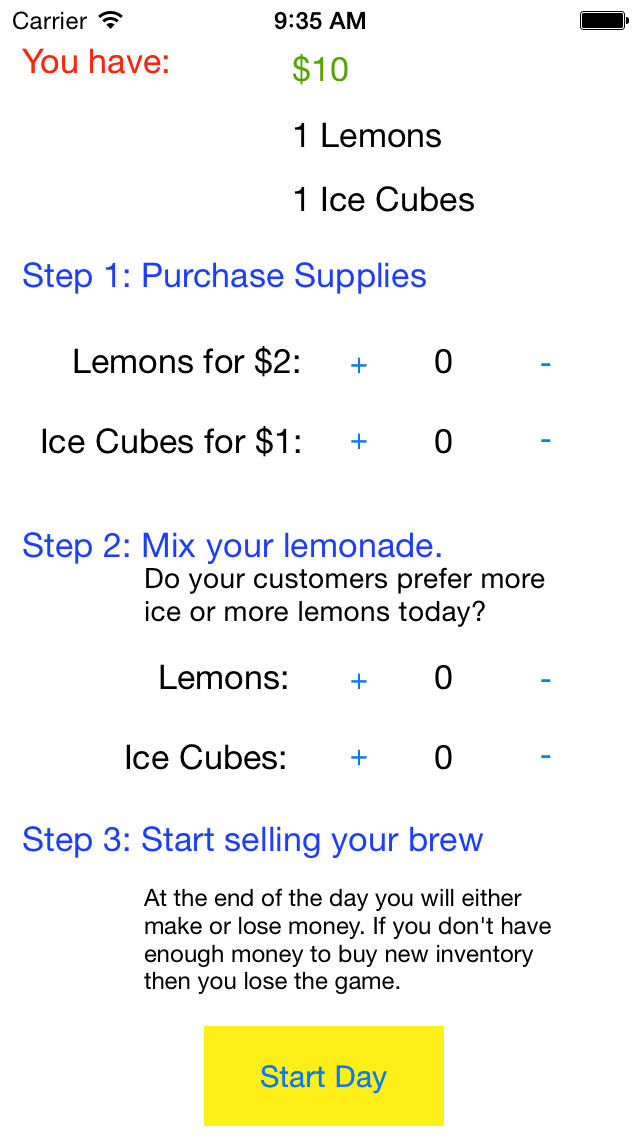 Carrier 9:35 AM
You have: $10
1 Lemons
1 Ice Cubes
Step 1: Purchase Supplies
Lemons for $2: + 0 -
Ice Cubes for $1: + 0 -
Step 2: Mix your lemonade.
Do your customers prefer more
ice or more lemons today?
Lemons: + 0 -
Ice Cubes: + 0 -
Step 3: Start selling your brew
At the end of the day you will either
make or lose money. If you don't have
enough money to buy new inventory
then you lose the game.
Start Day